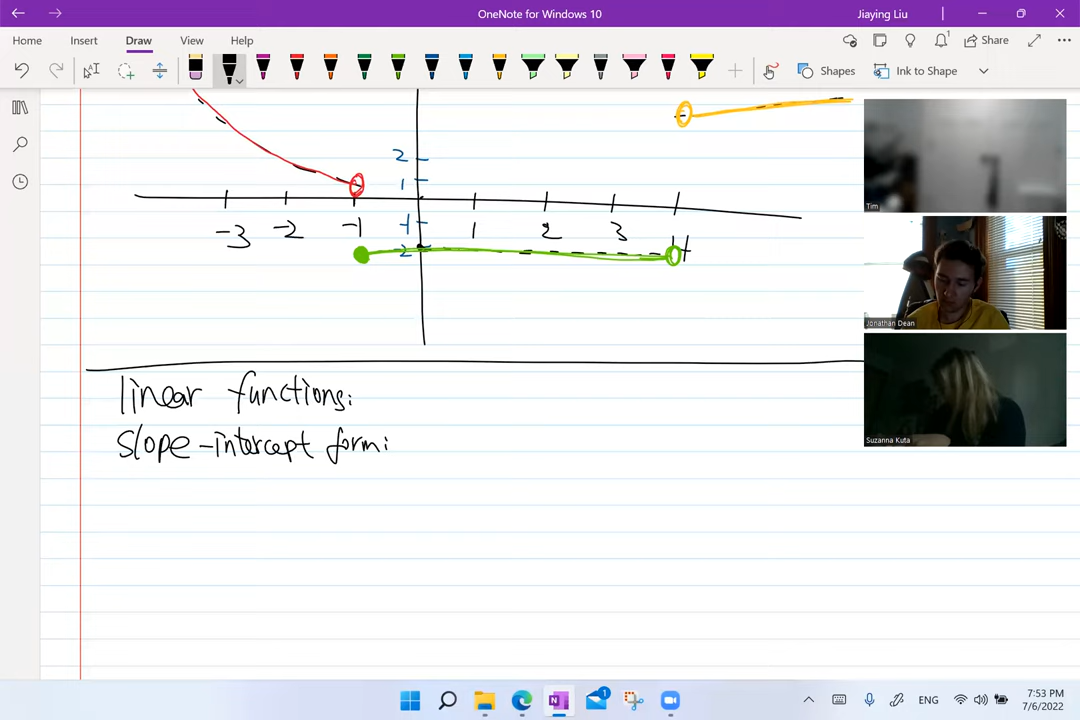 OneNote for Windows 10
Jiaying Liu
Home Insert Draw View Help
Share
Shapes
Ink to Shape
2
1
-3 -2 -1 1 2 3 4
-1
-2
linear functions:
slope-intercept form:
Tim
Jonathan Dean
Suzanna Kuta
1
ENG
7:53 PM
7/6/2022